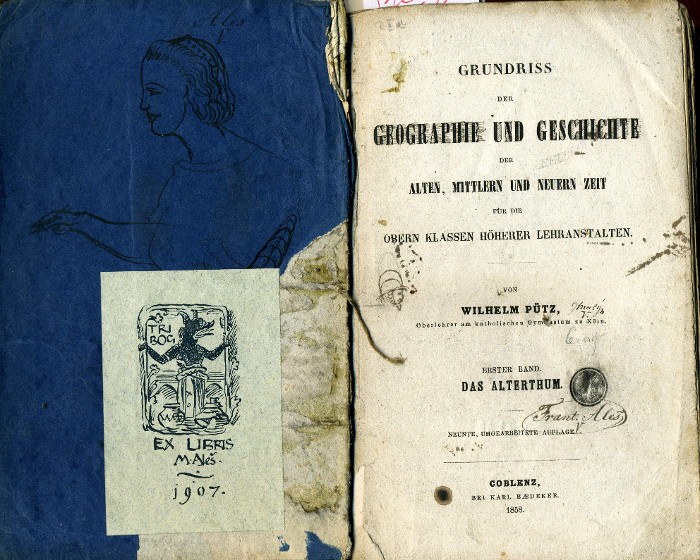 Aleš
TRI
BOG
EX LIBRIS
M. Aleš.
1907.
GRUNDRISS
DER
GEOGRAPHIE UND GESCHICHTE
DER
ALTEN, MITTLERN UND NEUERN ZEIT
FÜR DIE
OBERN KLASSEN HÖHERER LEHRANSTALTEN.
VON
WILHELM PÜTZ,
Oberlehrer am katholischen Gymnasium zu Köln.
ERSTER BAND.
DAS ALTERTHUM.
Frant. Aleš
NEUNTE, UMGEARBEITETE AUFLAGE.
COBLENZ,
BEI KARL BÆDEKER.
1858.